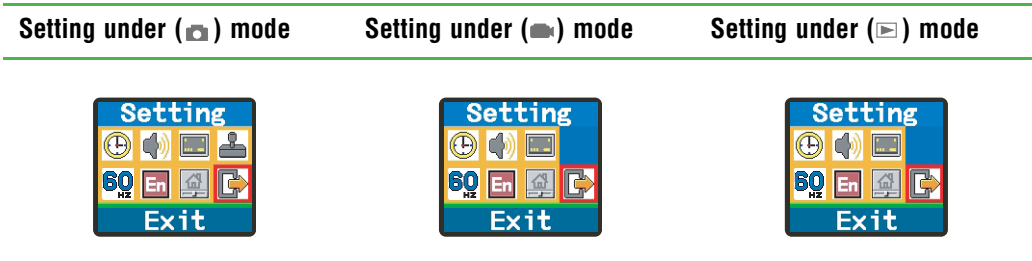 Setting under ( ) mode
Setting under ( ) mode
Setting under ( ) mode
Setting
60
HZ
En
Exit
Setting
60
HZ
En
Exit
Setting
60
HZ
En
Exit